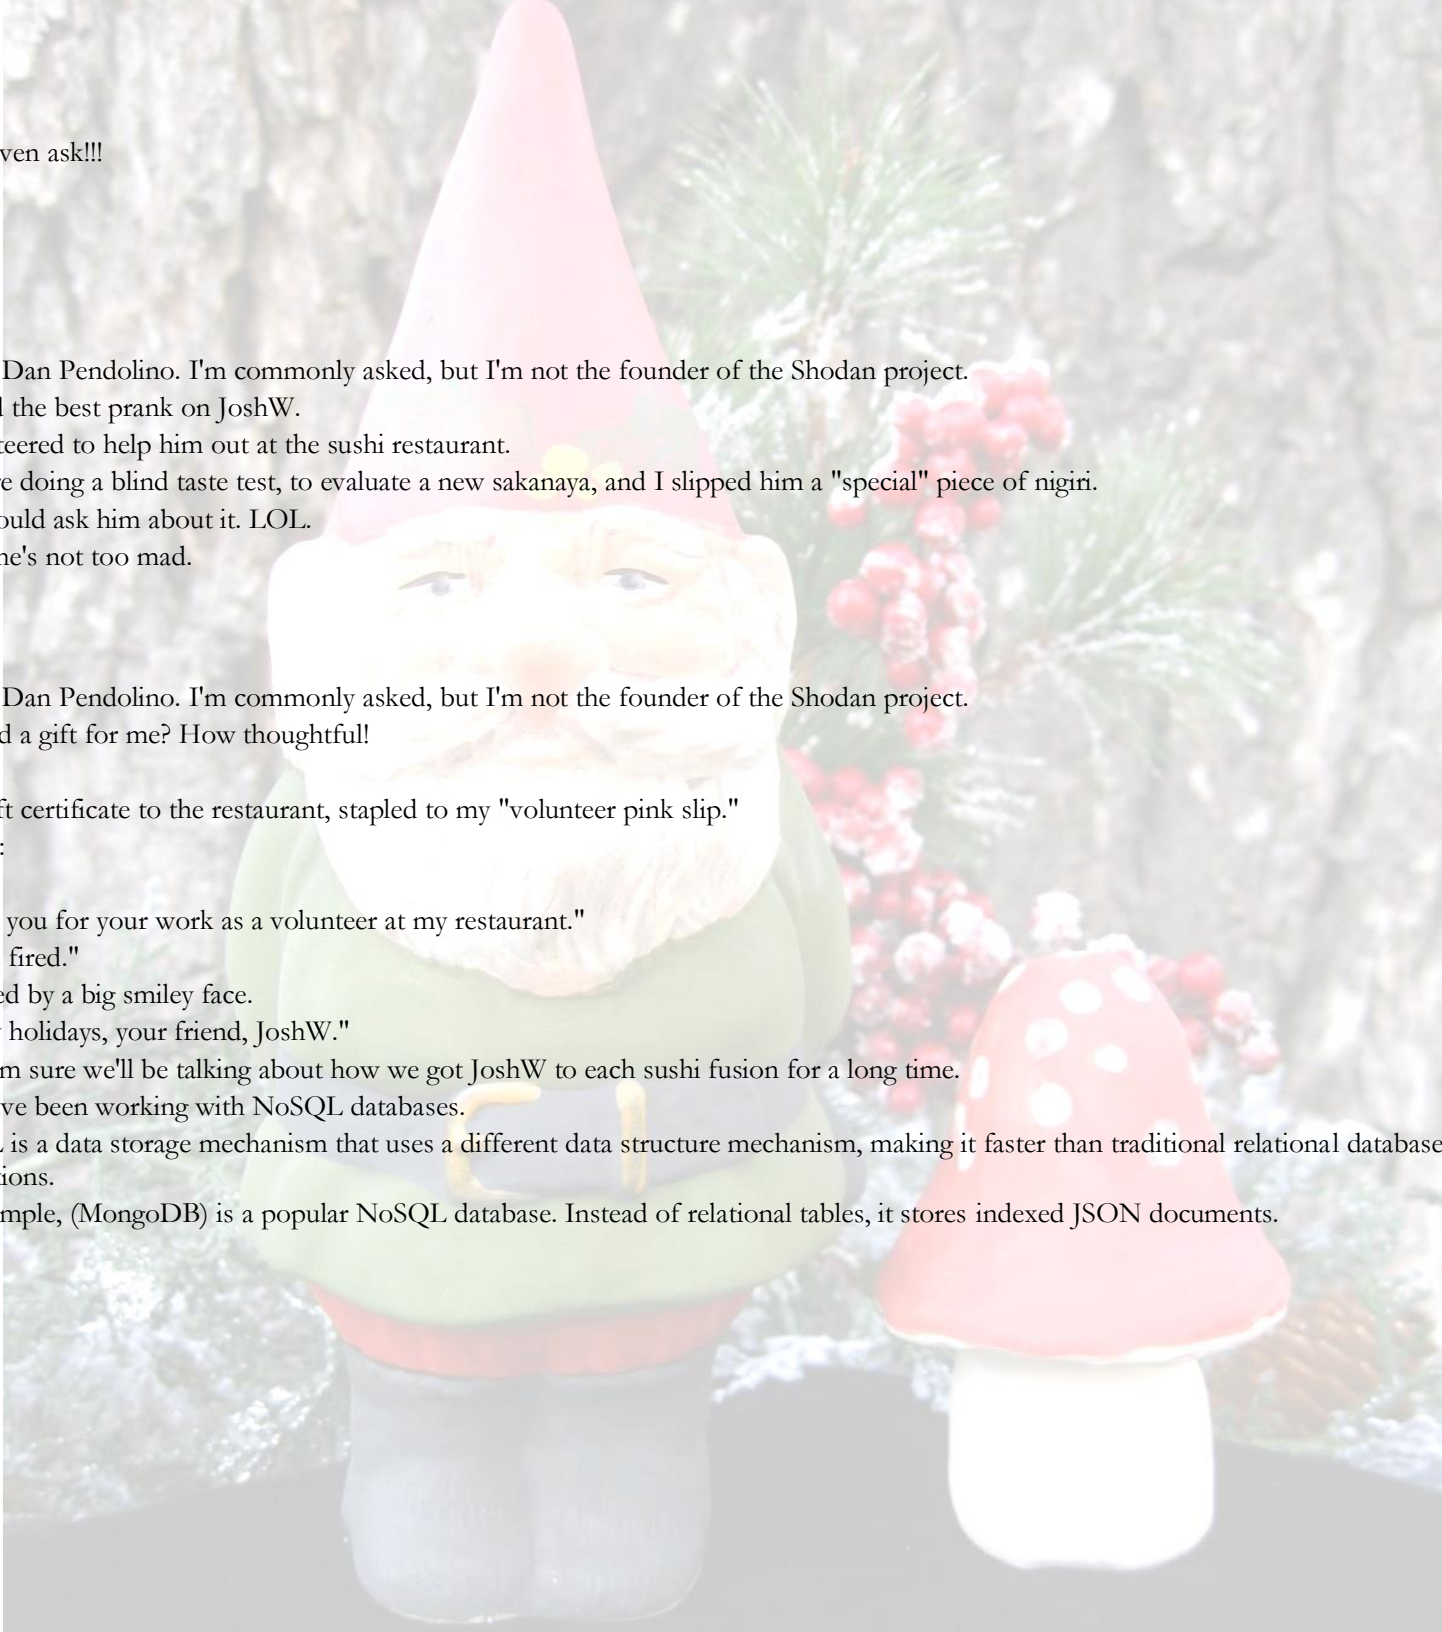 ven ask!!!
Dan Pendolino. I'm commonly asked, but I'm not the founder of the Shodan project.
l the best prank on JoshW.
teered to help him out at the sushi restaurant.
e doing a blind taste test, to evaluate a new sakanaya, and I slipped him a "special" piece of nigiri.
ould ask him about it. LOL.
he's not too mad.
Dan Pendolino. I'm commonly asked, but I'm not the founder of the Shodan project.
d a gift for me? How thoughtful!
ft certificate to the restaurant, stapled to my "volunteer pink slip."
:
you for your work as a volunteer at my restaurant."
fired."
ed by a big smiley face.
holidays, your friend, JoshW."
m sure we'll be talking about how we got JoshW to each sushi fusion for a long time.
ve been working with NoSQL databases.
is a data storage mechanism that uses a different data structure mechanism, making it faster than traditional relational database
ions.
mple, (MongoDB) is a popular NoSQL database. Instead of relational tables, it stores indexed JSON documents.